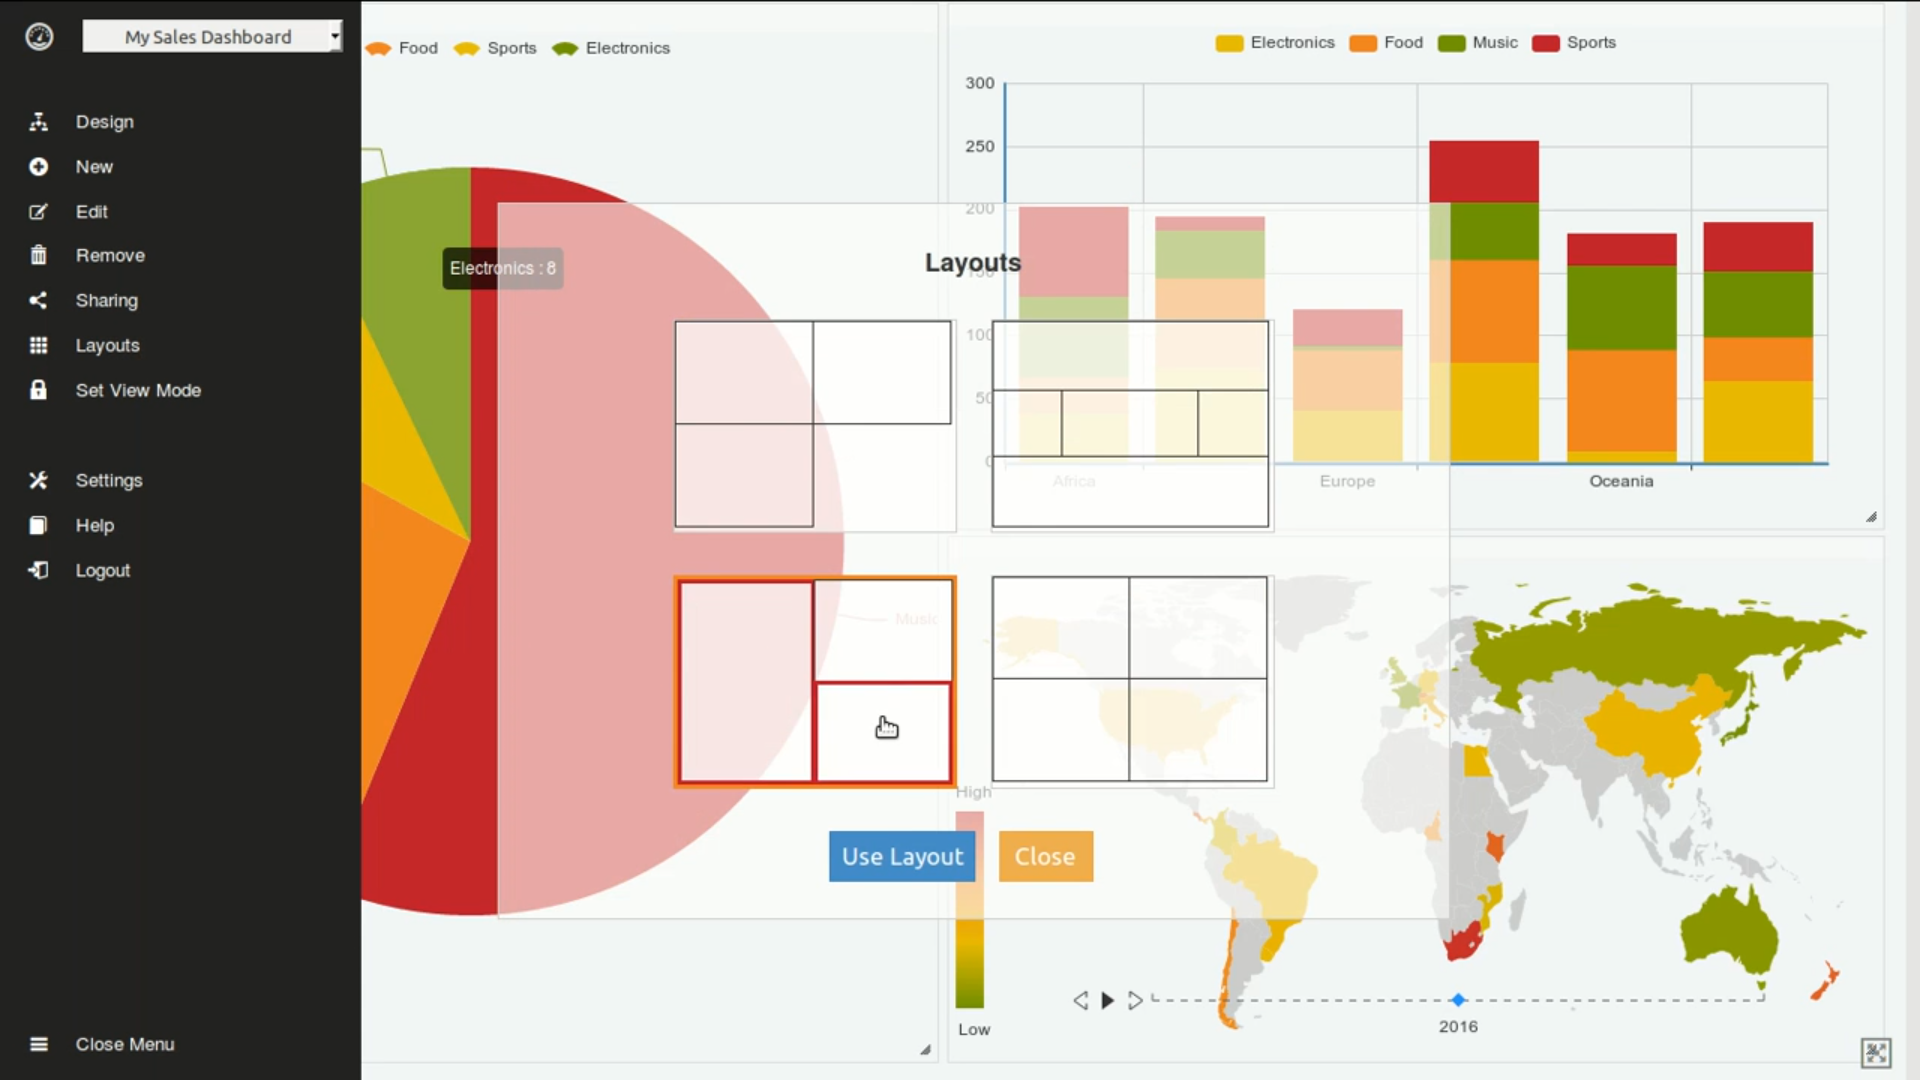 My Sales Dashboard
Design
New
Edit
Remove
Sharing
Layouts
Set View Mode
Settings
Help
Logout
Close Menu
Food Sports Electronics
Electronics : 8
Music
Electronics Food Music Sports
300
250
200
150
100
50
0
Africa Europe Oceania
Layouts
Use Layout Close
High
Low
2016